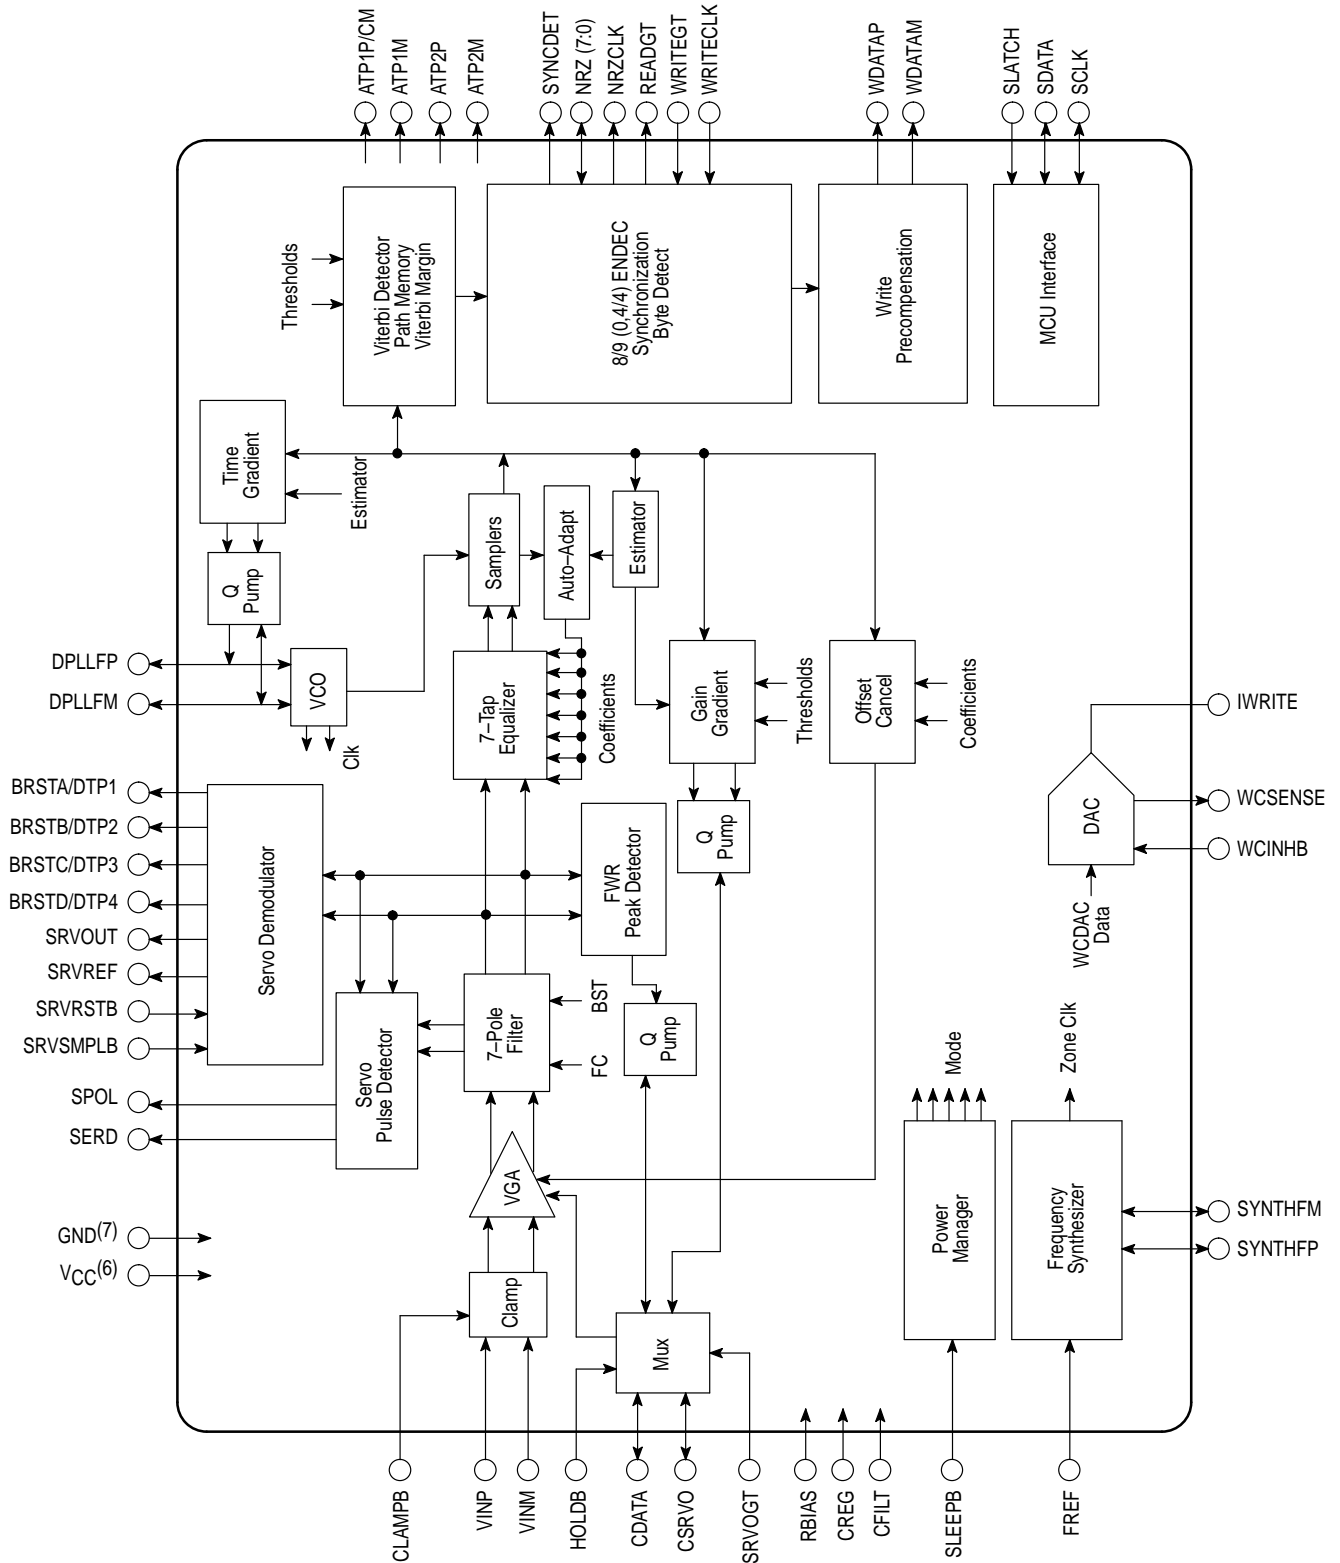 ATP1P/CM
ATP1M
ATP2P
ATP2M
SYNCDET
NRZ (7:0)
NRZCLK
READGT
WRITEGT
WRITECLK
WDATAP
WDATAM
SLATCH
SDATA
SCLK
Thresholds
Viterbi Detector
Path Memory
Viterbi Margin
8/9 (0,4/4) ENDEC
Synchronization
Byte Detect
Write
Precompensation
MCU Interface
Time
Gradient
Estimator
Q
Pump
DPLLFP
DPLLFM
VCO
Clk
Samplers
Auto–Adapt
Estimator
7–Tap
Equalizer
Coefficients
Gain
Gradient
Thresholds
Offset
Cancel
Coefficients
Q
Pump
IWRITE
WCSENSE
WCINHB
DAC
WCDAC
Data
BRSTA/DTP1
BRSTB/DTP2
BRSTC/DTP3
BRSTD/DTP4
SRVOUT
SRVREF
SRVRSTB
SRVSMPLB
Servo Demodulator
FWR
Peak Detector
SPOL
SERD
Servo
Pulse Detector
7–Pole
Filter
BST
FC
Q
Pump
Mode
Zone Clk
VGA
Power
Manager
Frequency
Synthesizer
SYNTHFM
SYNTHFP
GND(7)
VCC(6)
Clamp
Mux
CLAMPB
VINP
VINM
HOLDB
CDATA
CSRVO
SRVOGT
RBIAS
CREG
CFILT
SLEEPB
FREF